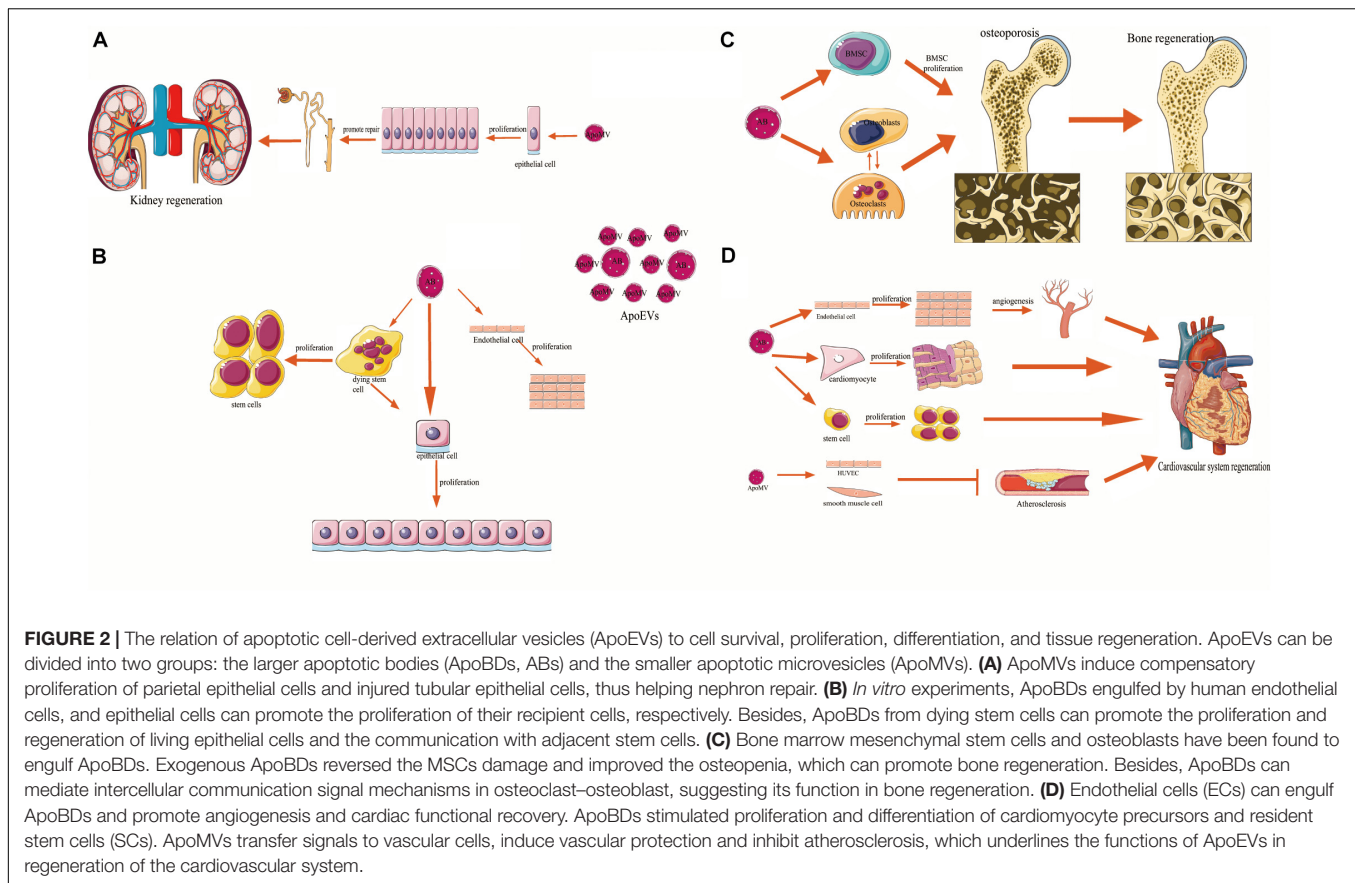 A
promote repair
proliferation
ApoMV
epithelial cell
Kidney regeneration
B
AB
proliferation
dying stem
cell
stem cells
Endothelial cell
proliferation
epithelial cell
proliferation
ApoMV
ApoMV
ApoMV
ApoMV
AB
ApoMV
AB
ApoMV
ApoMV
ApoMV
ApoEVs
C
BMSC
BMSC
proliferation
AB
Osteoblasts
Osteoclasts
osteoporosis
Bone regeneration
D
AB
Endothelial cell
proliferation
angiogenesis
cardiomyocyte
proliferation
stem cell
proliferation
ApoMV
HUVEC
smooth muscle cell
Atherosclerosis
Cardiovascular system regeneration
FIGURE 2 | The relation of apoptotic cell-derived extracellular vesicles (ApoEVs) to cell survival, proliferation, differentiation, and tissue regeneration. ApoEVs can be
divided into two groups: the larger apoptotic bodies (ApoBDs, ABs) and the smaller apoptotic microvesicles (ApoMVs). (A) ApoMVs induce compensatory
proliferation of parietal epithelial cells and injured tubular epithelial cells, thus helping nephron repair. (B) In vitro experiments, ApoBDs engulfed by human endothelial
cells, and epithelial cells can promote the proliferation of their recipient cells, respectively. Besides, ApoBDs from dying stem cells can promote the proliferation and
regeneration of living epithelial cells and the communication with adjacent stem cells. (C) Bone marrow mesenchymal stem cells and osteoblasts have been found to
engulf ApoBDs. Exogenous ApoBDs reversed the MSCs damage and improved the osteopenia, which can promote bone regeneration. Besides, ApoBDs can
mediate intercellular communication signal mechanisms in osteoclast–osteoblast, suggesting its function in bone regeneration. (D) Endothelial cells (ECs) can engulf
ApoBDs and promote angiogenesis and cardiac functional recovery. ApoBDs stimulated proliferation and differentiation of cardiomyocyte precursors and resident
stem cells (SCs). ApoMVs transfer signals to vascular cells, induce vascular protection and inhibit atherosclerosis, which underlines the functions of ApoEVs in
regeneration of the cardiovascular system.